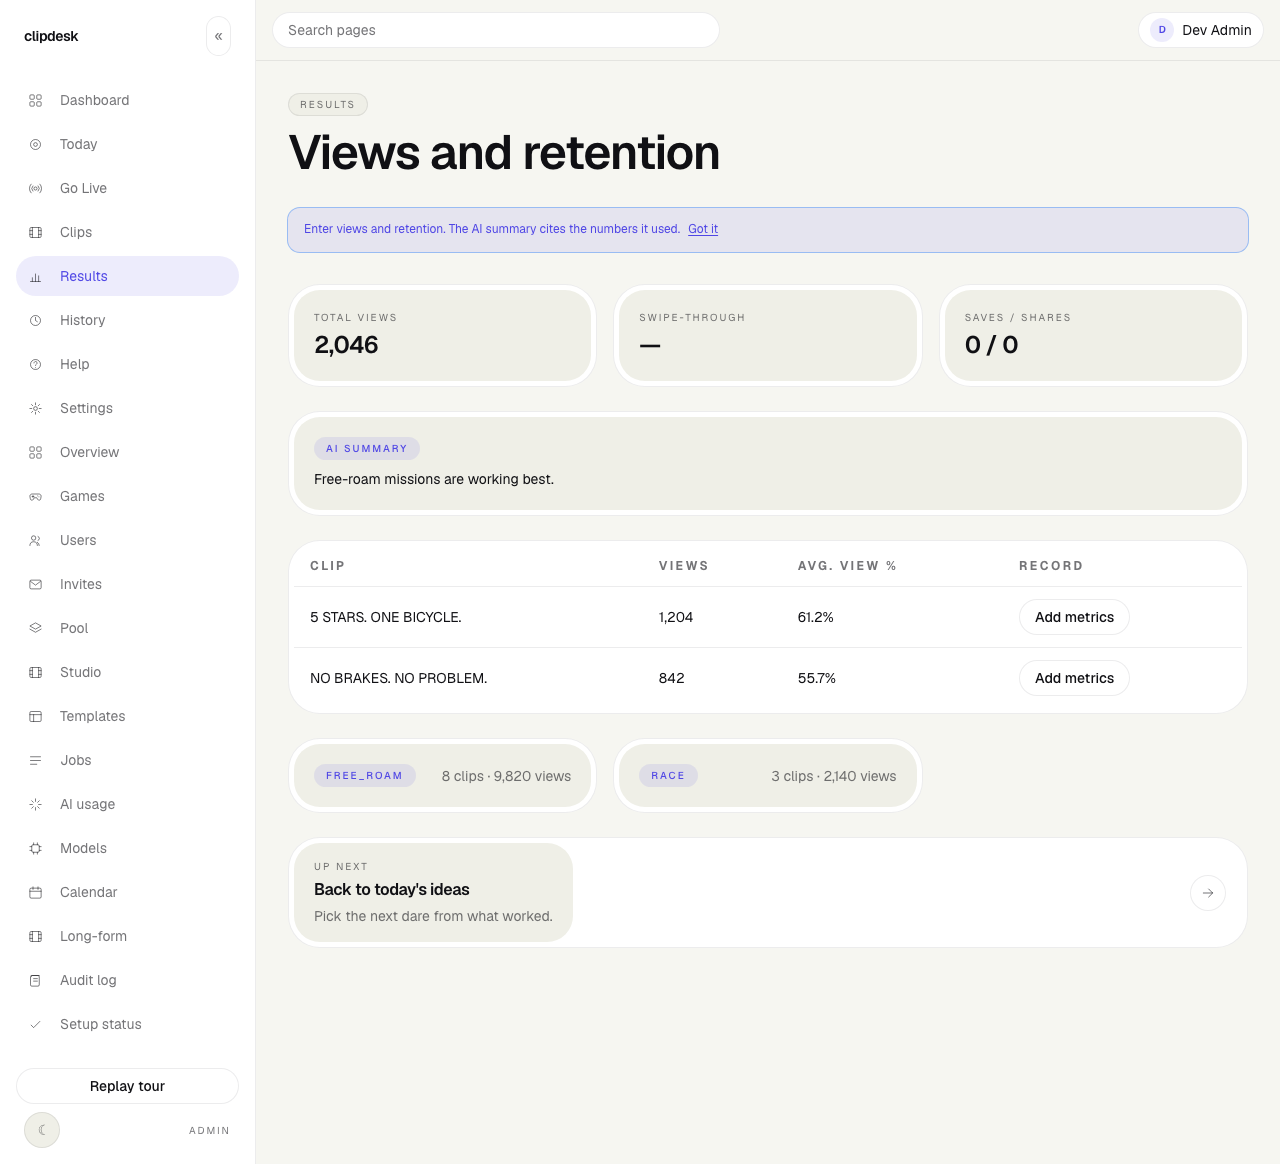 clipdesk
«
Search pages
D
Dev Admin
Dashboard
Today
Go Live
Clips
Results
History
Help
Settings
Overview
Games
Users
Invites
Pool
Studio
Templates
Jobs
AI usage
Models
Calendar
Long-form
Audit log
Setup status
Replay tour
ADMIN
RESULTS
Views and retention
Enter views and retention. The AI summary cites the numbers it used. Got it
TOTAL VIEWS
2,046
SWIPE-THROUGH
—
SAVES / SHARES
0 / 0
AI SUMMARY
Free-roam missions are working best.
CLIP VIEWS AVG. VIEW % RECORD
5 STARS. ONE BICYCLE. 1,204 61.2% Add metrics
NO BRAKES. NO PROBLEM. 842 55.7% Add metrics
FREE_ROAM 8 clips · 9,820 views
RACE 3 clips · 2,140 views
UP NEXT
Back to today's ideas
Pick the next dare from what worked.